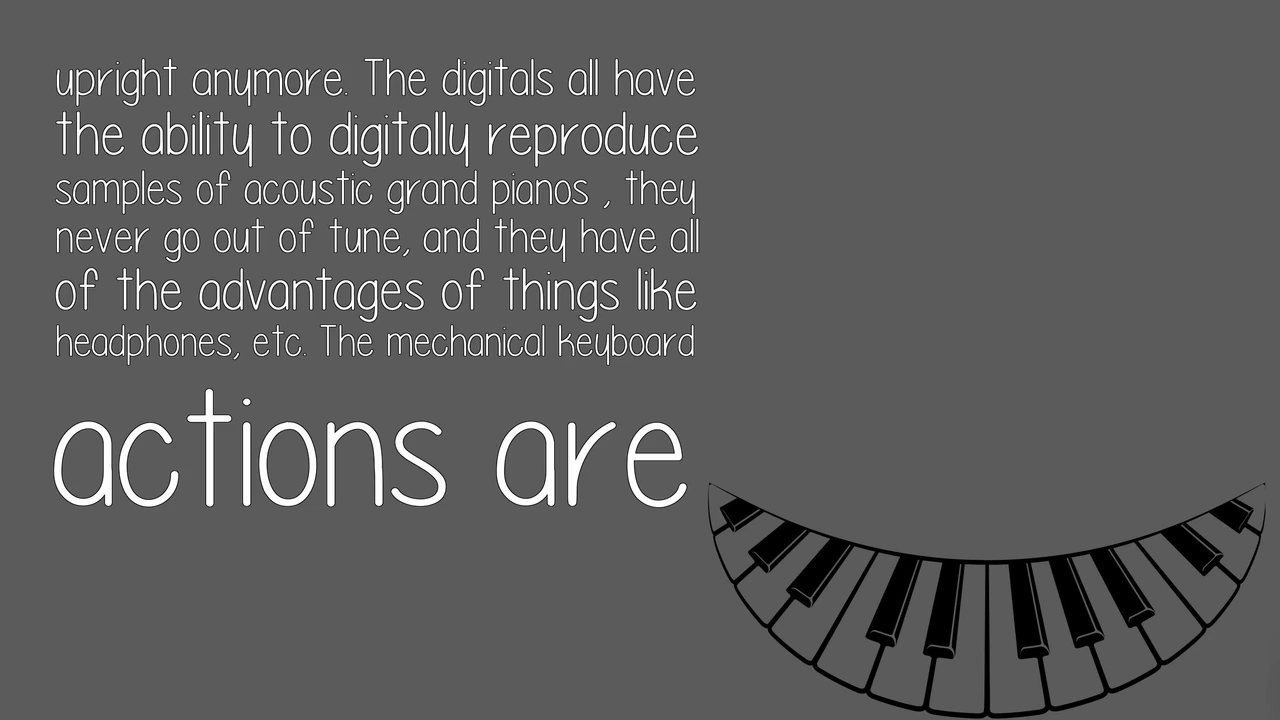 upright anymore. The digitals all have
the ability to digitally reproduce
samples of acoustic grand pianos , they
never go out of tune, and they have all
of the advantages of things like
headphones, etc. The mechanical keyboard
actions are